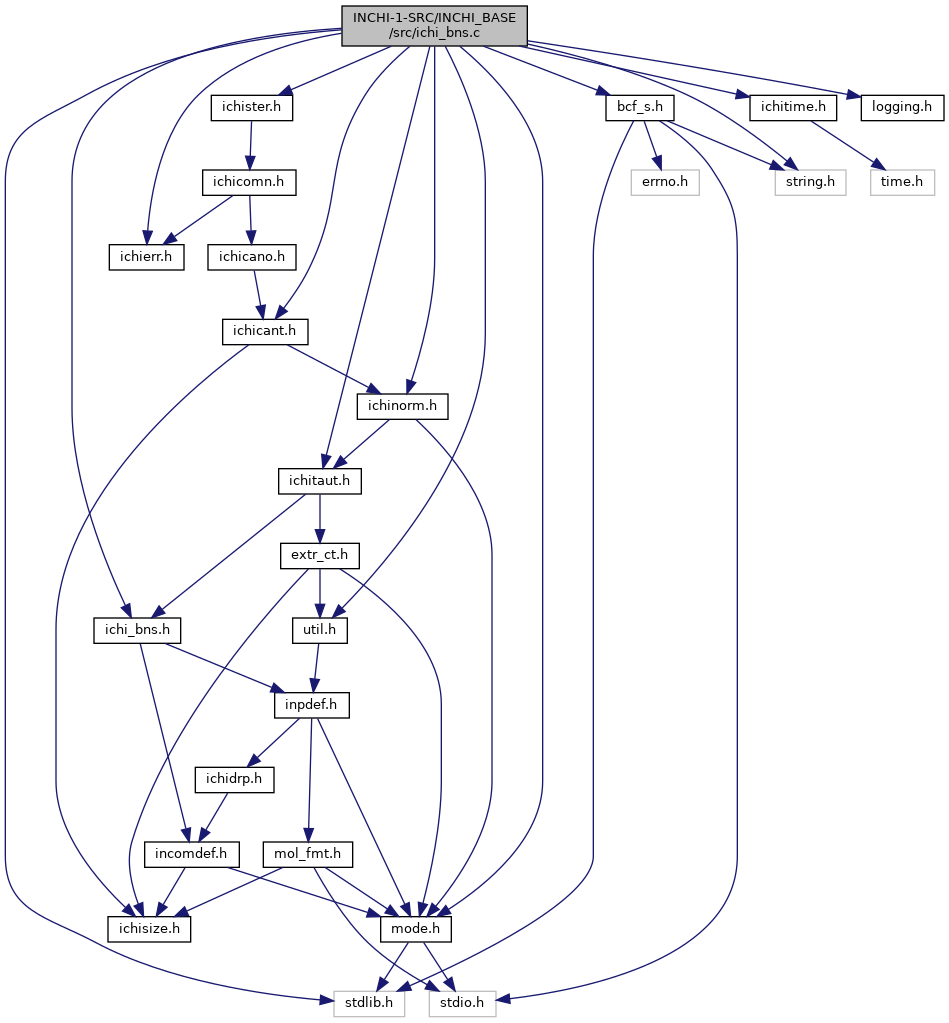 INCHI-1-SRC/INCHI_BASE
/src/ichi_bns.c
ichister.h
bcf_s.h
ichitime.h
logging.h
ichicomn.h
errno.h
string.h
time.h
ichierr.h
ichicano.h
ichicant.h
ichinorm.h
ichitaut.h
extr_ct.h
ichi_bns.h
util.h
inpdef.h
ichidrp.h
incomdef.h
mol_fmt.h
ichisize.h
mode.h
stdlib.h
stdio.h